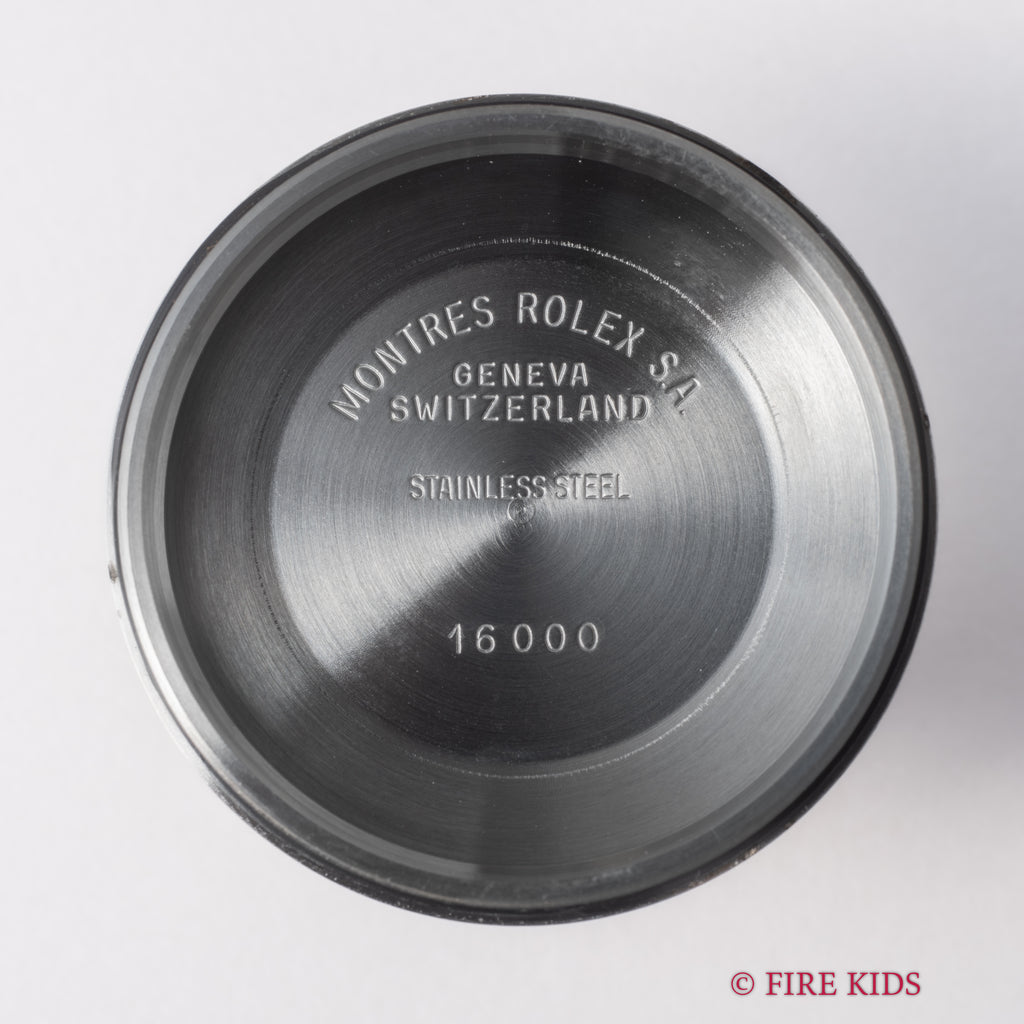 MONTRES ROLEX S.A.
GENEVA
SWITZERLAND
STAINLESS STEEL
16000
© FIRE KIDS